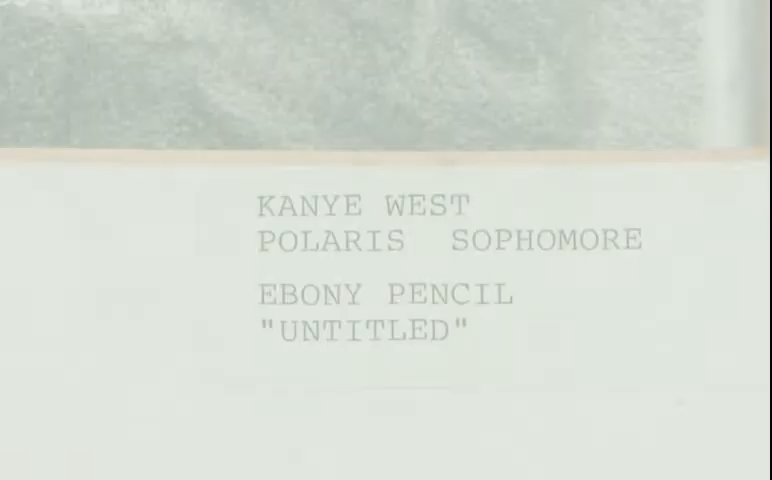 KANYE WEST
POLARIS SOPHOMORE
EBONY PENCIL
"UNTITLED"